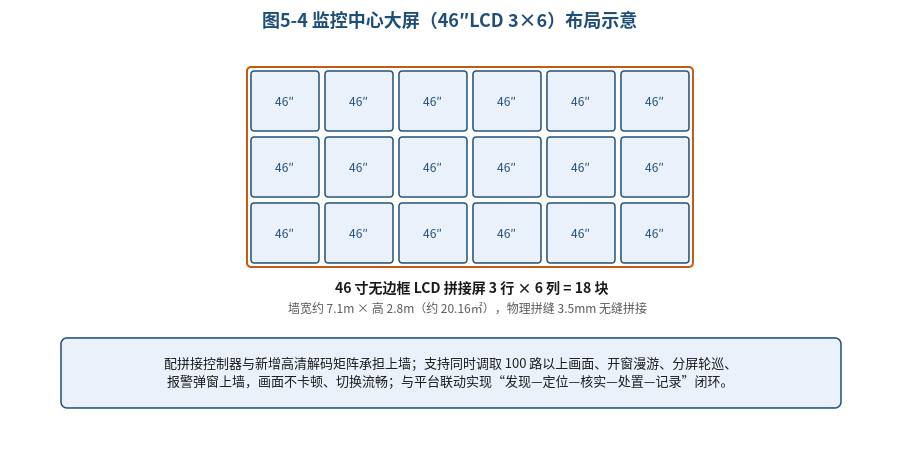 图5-4 监控中心大屏（46″LCD 3×6）布局示意
46″ 46″ 46″ 46″ 46″ 46″
46″ 46″ 46″ 46″ 46″ 46″
46″ 46″ 46″ 46″ 46″ 46″
46 寸无边框 LCD 拼接屏 3 行 × 6 列 = 18 块
墙宽约 7.1m × 高 2.8m（约 20.16㎡），物理拼缝 3.5mm 无缝拼接
配拼接控制器与新增高清解码矩阵承担上墙；支持同时调取 100 路以上画面、开窗漫游、分屏轮巡、
报警弹窗上墙，画面不卡顿、切换流畅；与平台联动实现“发现—定位—核实—处置—记录”闭环。